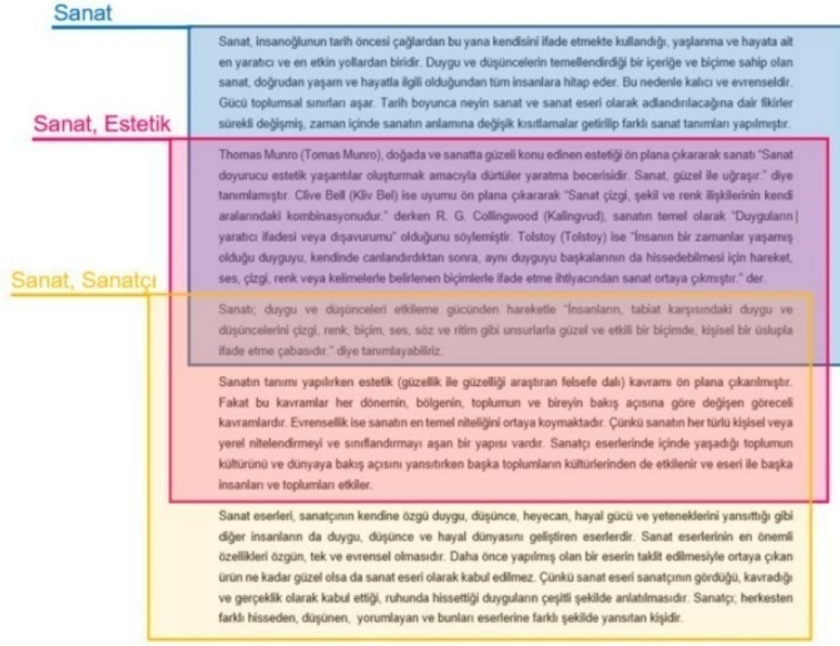 Sanat
Sanat, insanoğlunun tarih öncesi çağlardan bu yana kendisini ifade etmekte kullandığı, yaşlanma ve hayata ait
en yaratıcı ve en etkin yollardan biridir. Duygu ve düşüncelerin temellendirdiği bir içeriğe ve biçime sahip olan
sanat, doğrudan yaşam ve hayatla ilgili olduğundan tüm insanlara hitap eder. Bu nedenle kalıcı ve evrenseldir.
Gücü toplumsal sınırları aşar. Tarih boyunca neyin sanat ve sanat eseri olarak adlandırılacağına dair fikirler
sürekli değişmiş, zaman içinde sanatın anlamına değişik kısıtlamalar getirilip farklı sanat tanımları yapılmıştır.
Sanat, Estetik
Thomas Munro (Tomas Munro), doğada ve sanatta güzeli konu edinen estetiği ön plana çıkararak sanatı "Sanat
doyurucu estetik yaşantılar oluşturmak amacıyla dürtüler yaratma becerisidir. Sanat, güzel ile uğraşır." diye
tanımlamıştır. Clive Bell (Kliv Bel) ise uyumu ön plana çıkararak "Sanat çizgi, şekil ve renk ilişkilerinin kendi
aralarındaki kombinasyonudur." derken R. G. Collingwood (Kalingvud), sanatın temel olarak "Duyguların
yaratıcı ifadesi veya dışavurumu" olduğunu söylemiştir. Tolstoy (Tolstoy) ise "İnsanın bir zamanlar yaşamış
olduğu duyguyu, kendinde canlandırdıktan sonra, aynı duyguyu başkalarının da hissedebilmesi için hareket,
ses, çizgi, renk veya kelimelerle belirlenen biçimlerle ifade etme ihtiyacından sanat ortaya çıkmıştır." der.
Sanat, Sanatçı
Sanatı; duygu ve düşünceleri etkileme gücünden hareketle "İnsanların, tabiat karşısındaki duygu ve
düşüncelerini çizgi, renk, biçim, ses, söz ve ritim gibi unsurlarla güzel ve etkili bir biçimde, kişisel bir üslupla
ifade etme çabasıdır." diye tanımlayabiliriz.
Sanatın tanımı yapılırken estetik (güzellik ile güzelliği araştıran felsefe dalı) kavramı ön plana çıkarılmıştır.
Fakat bu kavramlar her dönemin, bölgenin, toplumun ve bireyin bakış açısına göre değişen göreceli
kavramlardır. Evrensellik ise sanatın en temel niteliğini ortaya koymaktadır. Çünkü sanatın her türlü kişisel veya
yerel nitelendirmeyi ve sınıflandırmayı aşan bir yapısı vardır. Sanatçı eserlerinde içinde yaşadığı toplumun
kültürünü ve dünyaya bakış açısını yansıtırken başka toplumların kültürlerinden de etkilenir ve eseri ile başka
insanları ve toplumları etkiler.
Sanat eserleri, sanatçının kendine özgü duygu, düşünce, heyecan, hayal gücü ve yeteneklerini yansıttığı gibi
diğer insanların da duygu, düşünce ve hayal dünyasını geliştiren eserlerdir. Sanat eserlerinin en önemli
özellikleri özgün, tek ve evrensel olmasıdır. Daha önce yapılmış olan bir eserin taklit edilmesiyle ortaya çıkan
ürün ne kadar güzel olsa da sanat eseri olarak kabul edilmez. Çünkü sanat eseri sanatçının gördüğü, kavradığı
ve gerçeklik olarak kabul ettiği, ruhunda hissettiği duyguların çeşitli şekilde anlatılmasıdır. Sanatçı; herkesten
farklı hisseden, düşünen, yorumlayan ve bunları eserlerine farklı şekilde yansıtan kişidir.